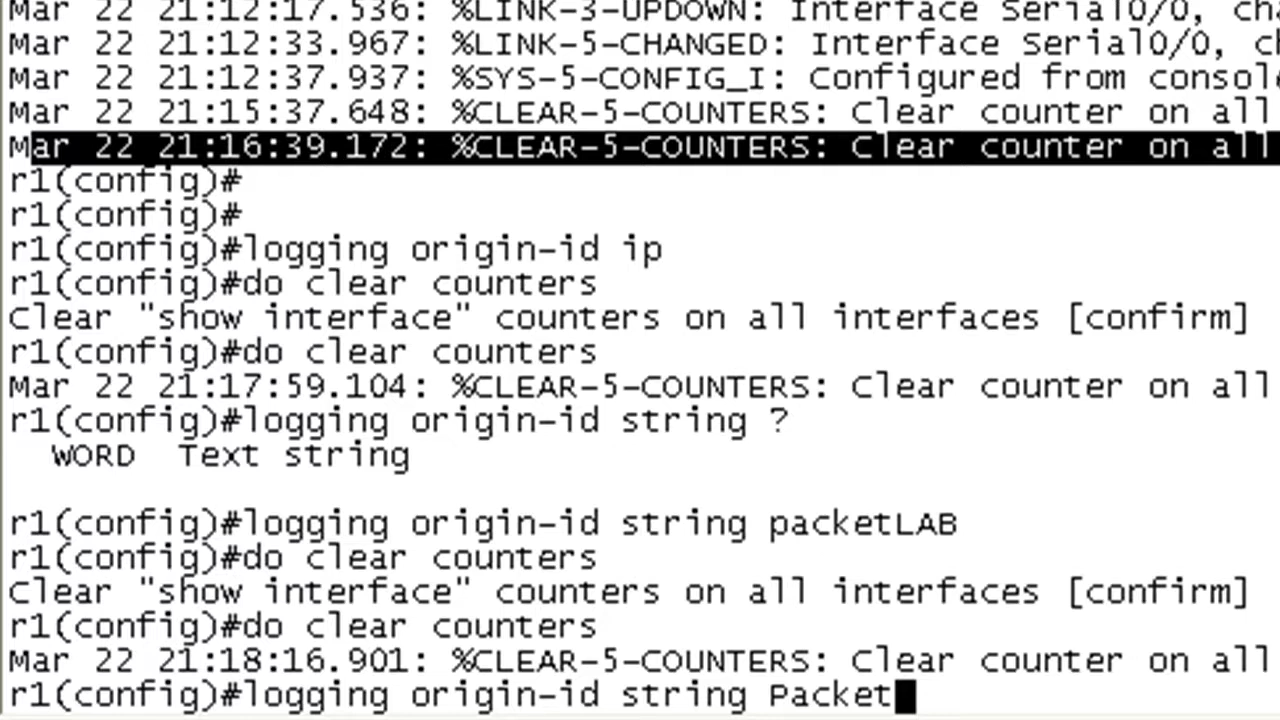 Mar 22 21:12:17.536: %LINK-3-UPDOWN: Interface Serial0/0, cha
Mar 22 21:12:33.967: %LINK-5-CHANGED: Interface Serial0/0, c
Mar 22 21:12:37.937: %SYS-5-CONFIG_I: Configured from console
Mar 22 21:15:37.648: %CLEAR-5-COUNTERS: Clear counter on all
Mar 22 21:16:39.172: %CLEAR-5-COUNTERS: Clear counter on all
r1(config)#
r1(config)#
r1(config)#logging origin-id ip
r1(config)#do clear counters
Clear "show interface" counters on all interfaces [confirm]
r1(config)#do clear counters
Mar 22 21:17:59.104: %CLEAR-5-COUNTERS: Clear counter on all
r1(config)#logging origin-id string ?
WORD Text string
r1(config)#logging origin-id string packetLAB
r1(config)#do clear counters
Clear "show interface" counters on all interfaces [confirm]
r1(config)#do clear counters
Mar 22 21:18:16.901: %CLEAR-5-COUNTERS: Clear counter on all
r1(config)#logging origin-id string Packet